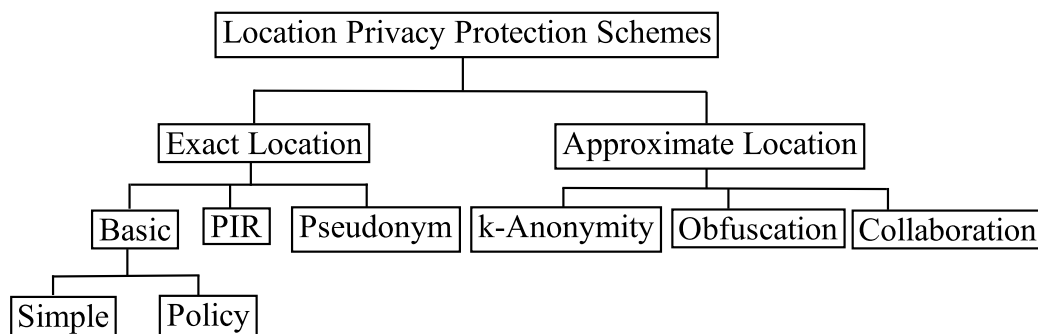 Location Privacy Protection Schemes
Exact Location
Approximate Location
Basic
PIR
Pseudonym
k-Anonymity
Obfuscation
Collaboration
Simple
Policy